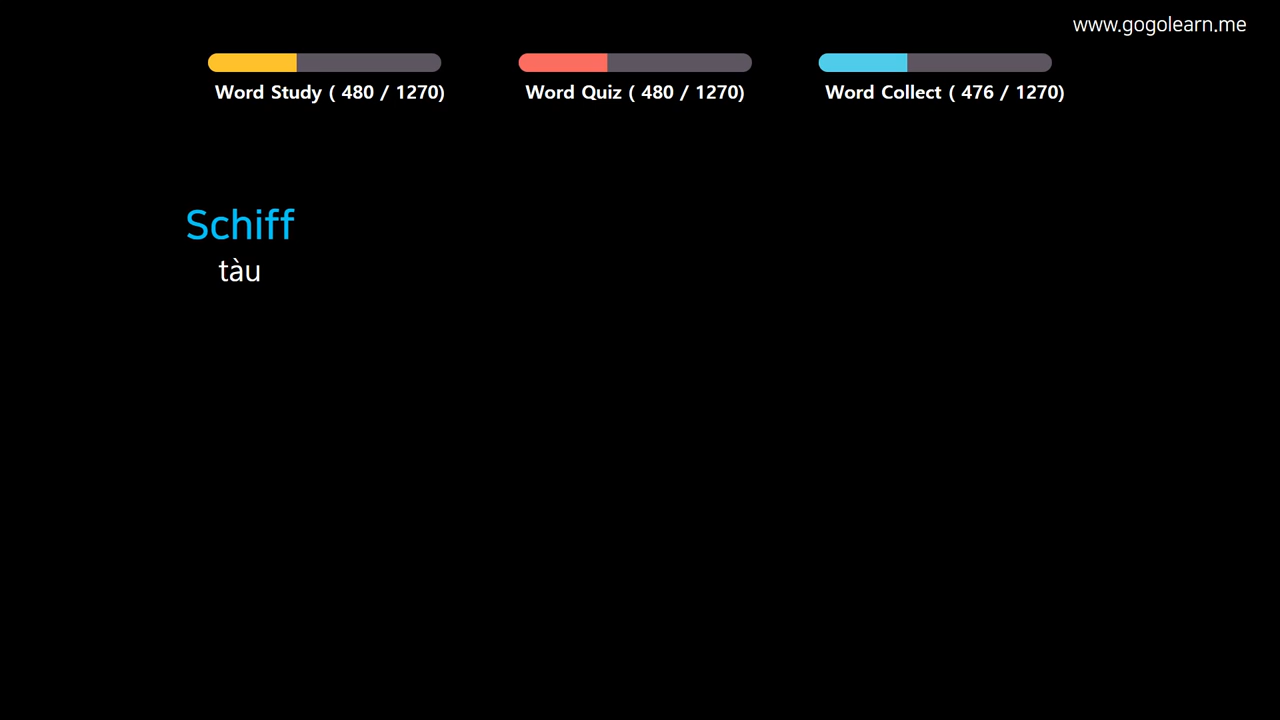 www.gogolearn.me
Word Study ( 480 / 1270)
Word Quiz ( 480 / 1270)
Word Collect ( 476 / 1270)
Schiff
tàu